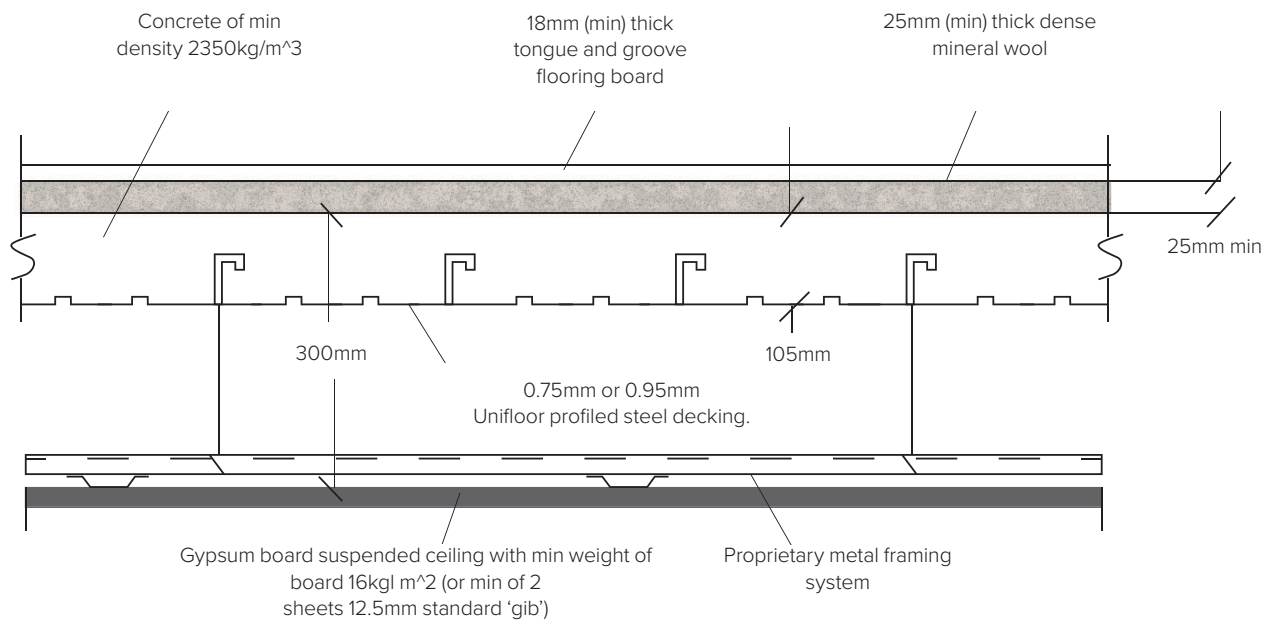 Concrete of min
density 2350kg/m^3
18mm (min) thick
tongue and groove
flooring board
25mm (min) thick dense
mineral wool
25mm min
300mm
105mm
0.75mm or 0.95mm
Unifloor profiled steel decking.
Gypsum board suspended ceiling with min weight of
board 16kgl m^2 (or min of 2
sheets 12.5mm standard ‘gib’)
Proprietary metal framing
system